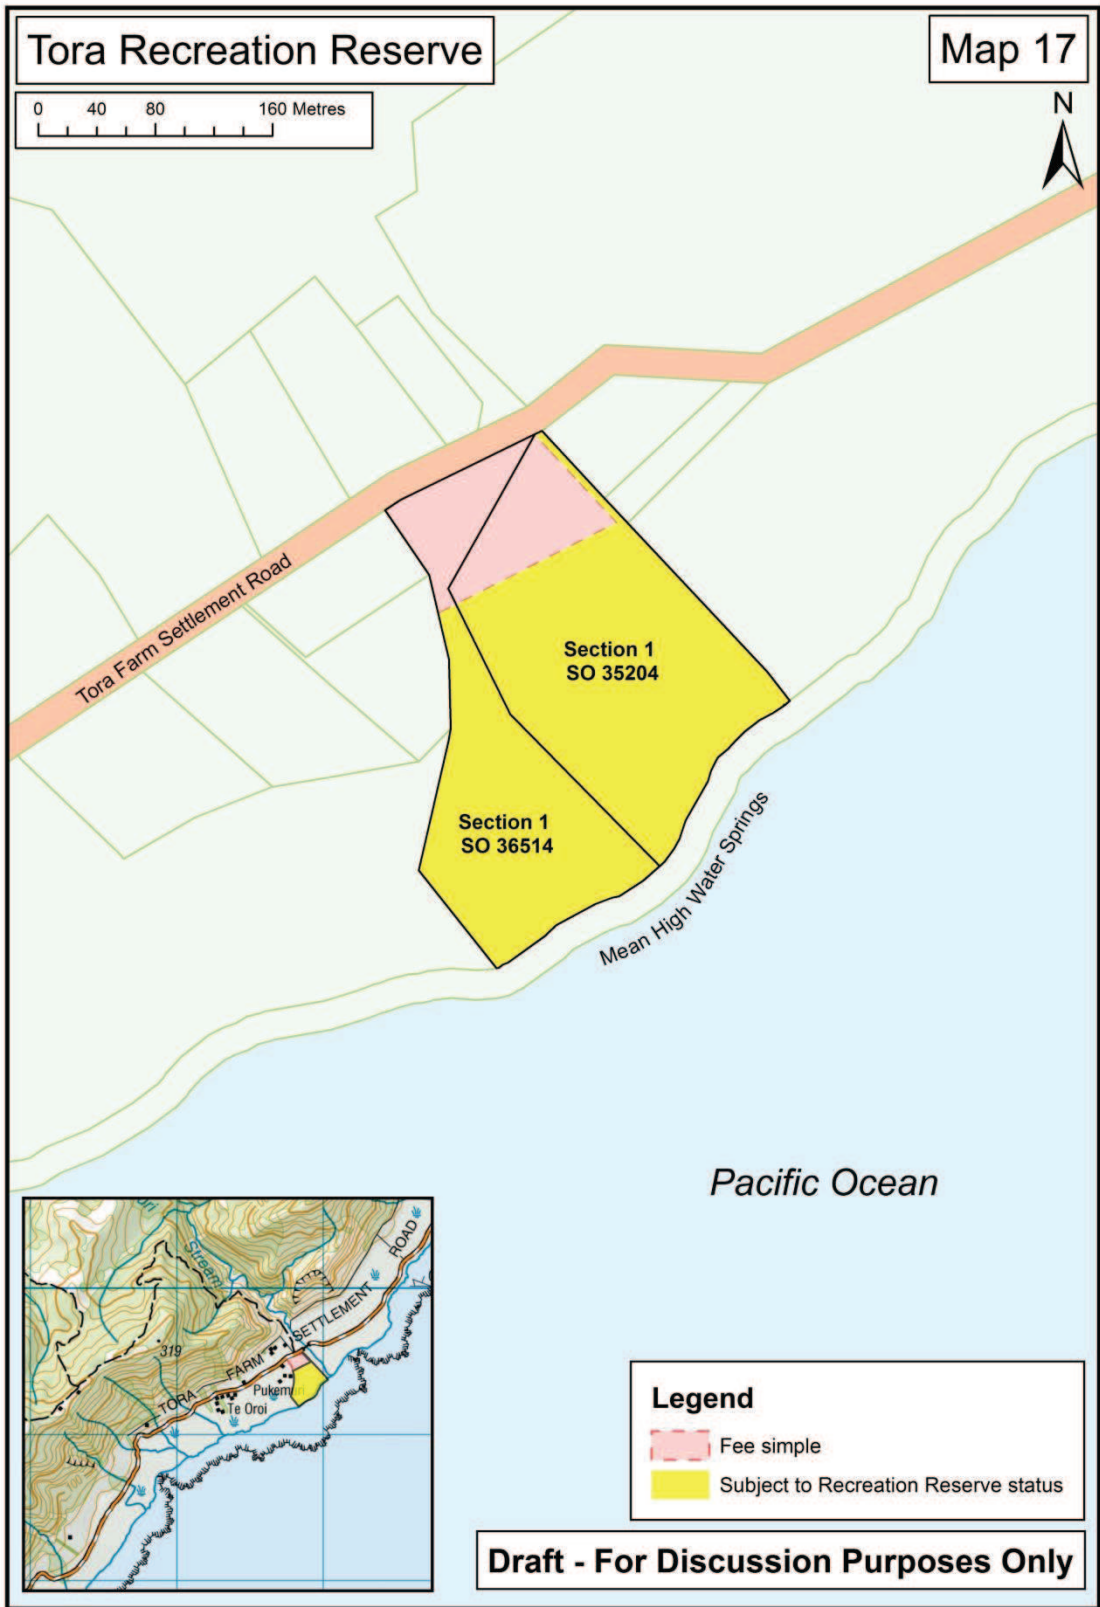 Tora Recreation Reserve
Map 17
0 40 80 160 Metres
N
Tora Farm Settlement Road
Section 1
SO 35204
Section 1
SO 36514
Mean High Water Springs
Pacific Ocean
Stream
ROAD
SETTLEMENT
FARM
TORA
319
Te Oroi
Legend
Fee simple
Subject to Recreation Reserve status
Draft - For Discussion Purposes Only